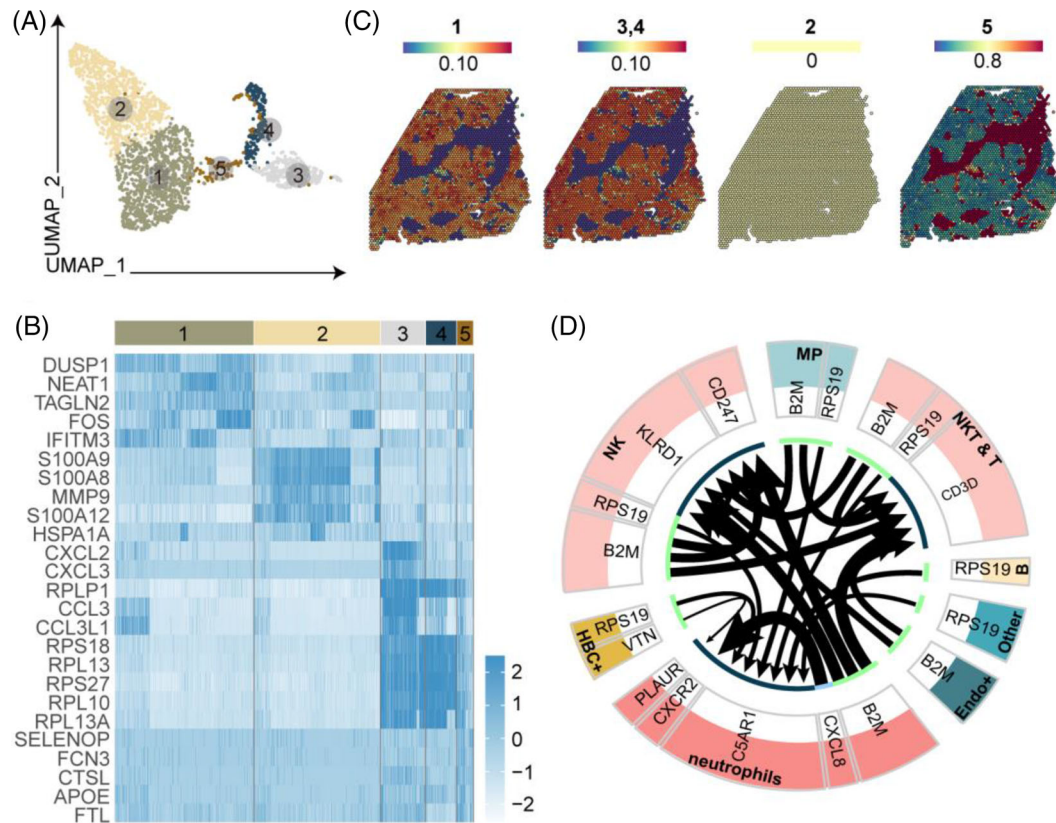 (A)
UMAP_2
2
1
4
5
3
UMAP_1
(C)
1
3,4
2
5
0.10
0.10
0
0.8
(B)
1 2 3 4 5
DUSP1
NEAT1
TAGLN2
FOS
IFITM3
S100A9
S100A8
MMP9
S100A12
HSPA1A
CXCL2
CXCL3
RPLP1
CCL3
CCL3L1
RPS18
RPL13
RPS27
RPL10
RPL13A
SELENOP
FCN3
CTSL
APOE
FTL
2
1
0
−1
−2
(D)
MP
B2M
RPS19
NKT & T
B2M
RPS19
CD3D
B
RPS19
Other
RPS19
Endo+
B2M
neutrophils
B2M
CXCL8
C5AR1
CXCR2
PLAUR
HBC+
VTN
RPS19
NK
B2M
RPS19
KLRD1
CD247